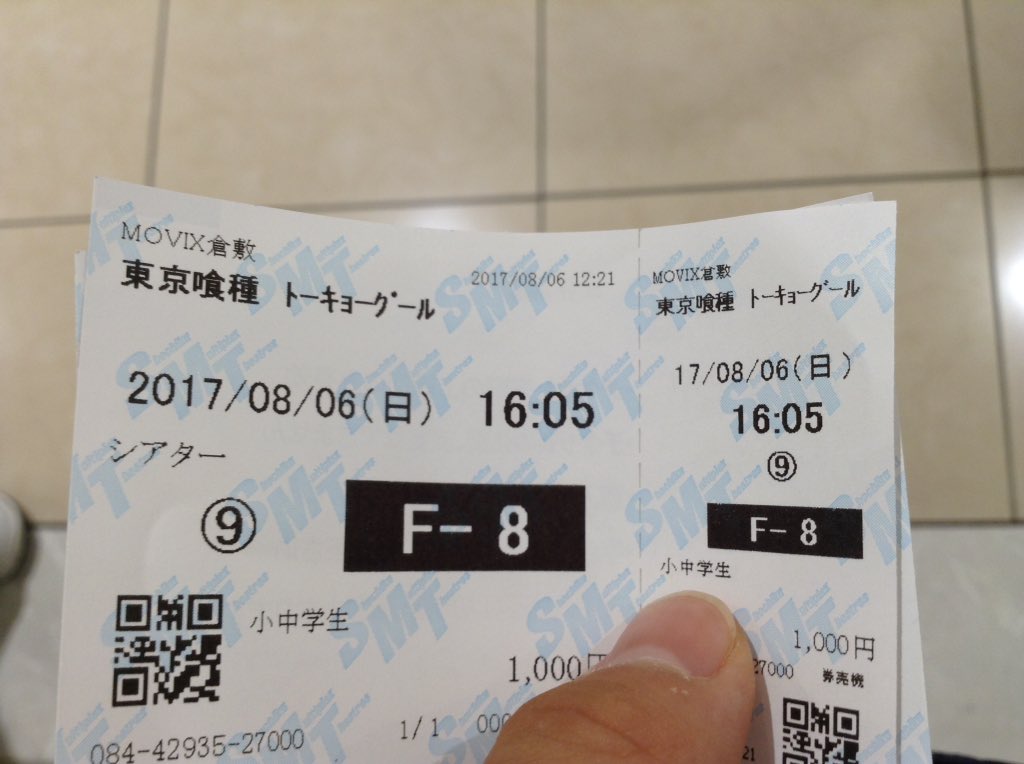 MOVIX倉敷
東京喰種 トーキョーグール
2017/08/06 12:21
2017/08/06(日) 16:05
シアター
⑨ F-8
小中学生
1,000円
084-42935-27000
1/1
MOVIX倉敷
東京喰種 トーキョーグール
17/08/06(日)
16:05
⑨
F-8
小中学生
1,000円
27000 券売機
21
SMT